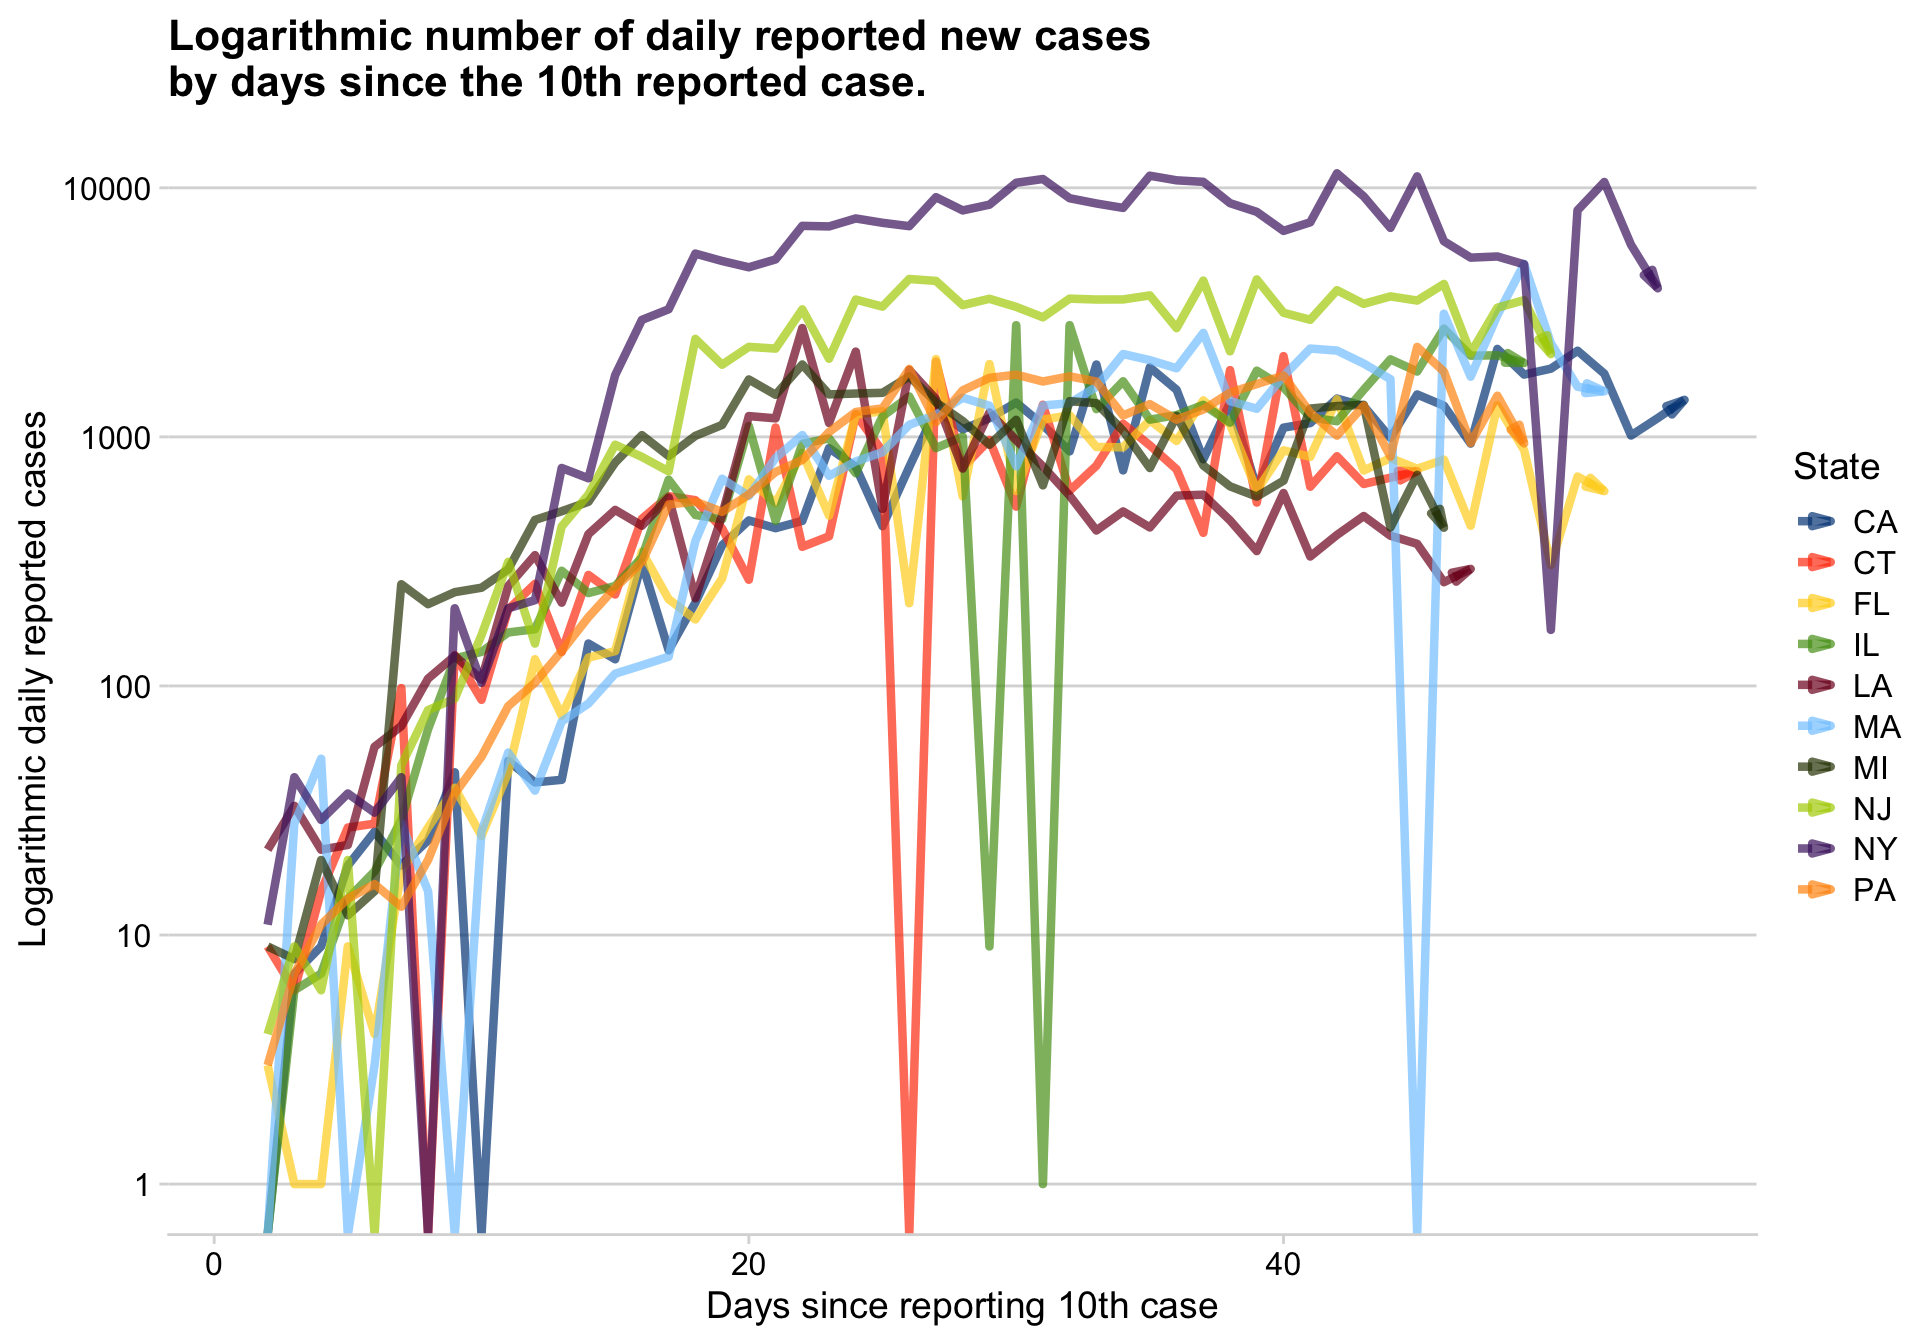 Logarithmic number of daily reported new cases
by days since the 10th reported case.
10000
1000
100
10
1
Logarithmic daily reported cases
0
20
40
Days since reporting 10th case
State
CA
CT
FL
IL
LA
MA
MI
NJ
NY
PA